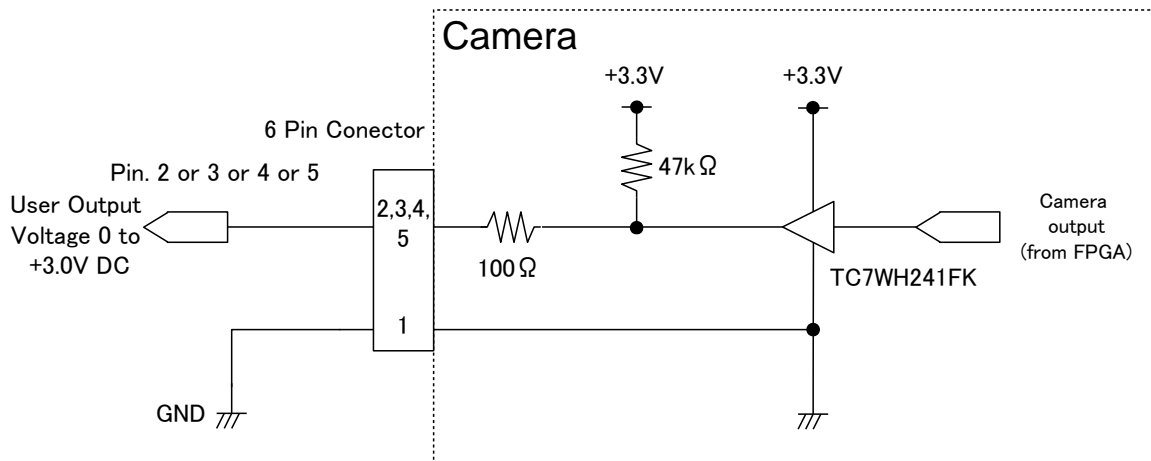 Camera
+3.3V
+3.3V
6 Pin Conector
47kΩ
Pin. 2 or 3 or 4 or 5
User Output
Voltage 0 to
+3.0V DC
2,3,4,
5
100Ω
Camera
output
(from FPGA)
TC7WH241FK
1
GND